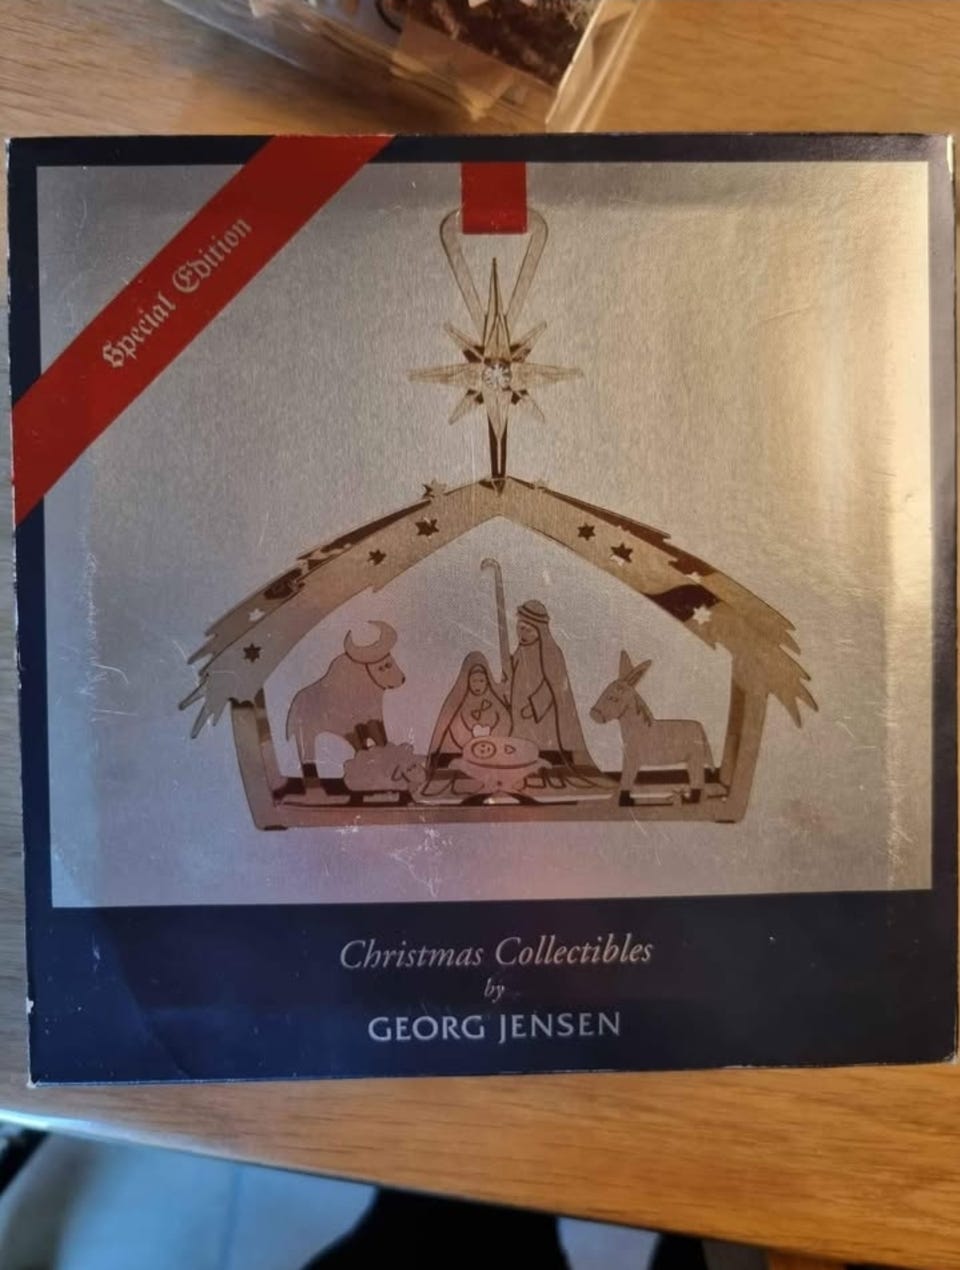 Special Edition
Christmas Collectibles
by
GEORG JENSEN